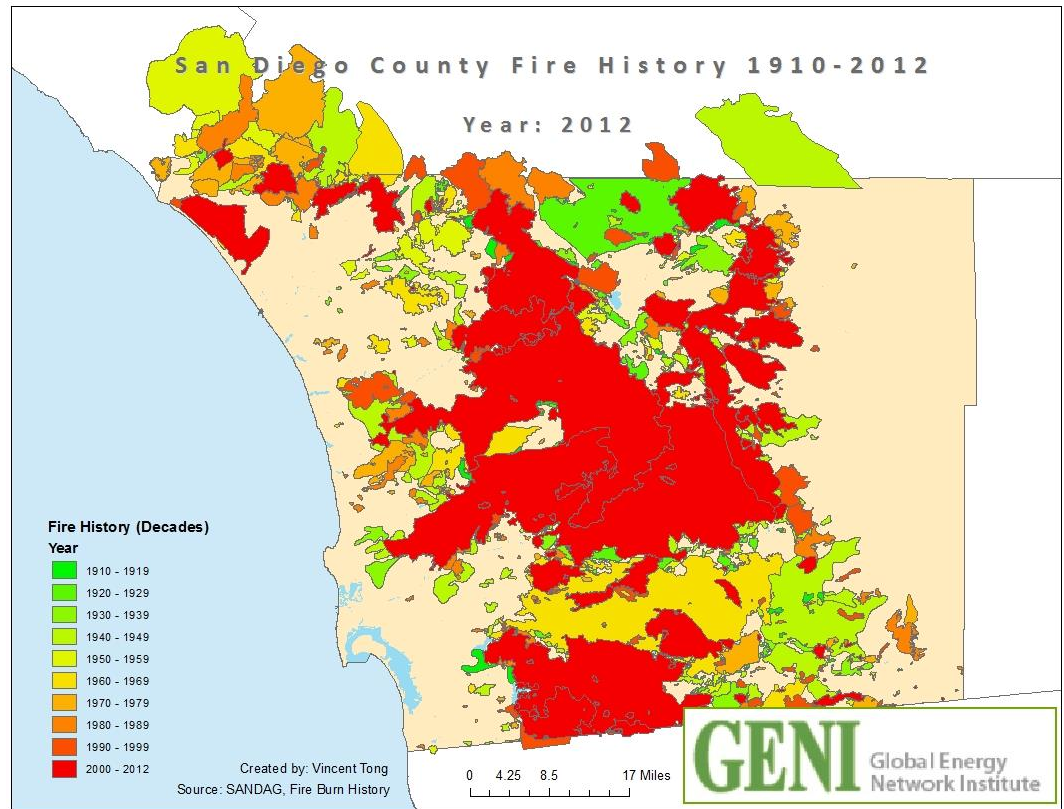 San Diego County Fire History 1910-2012
Year: 2012
Fire History (Decades)
Year
1910 - 1919
1920 - 1929
1930 - 1939
1940 - 1949
1950 - 1959
1960 - 1969
1970 - 1979
1980 - 1989
1990 - 1999
2000 - 2012
Created by: Vincent Tong
Source: SANDAG, Fire Burn History
0 4.25 8.5 17 Miles
GENI
Global Energy
Network Institute